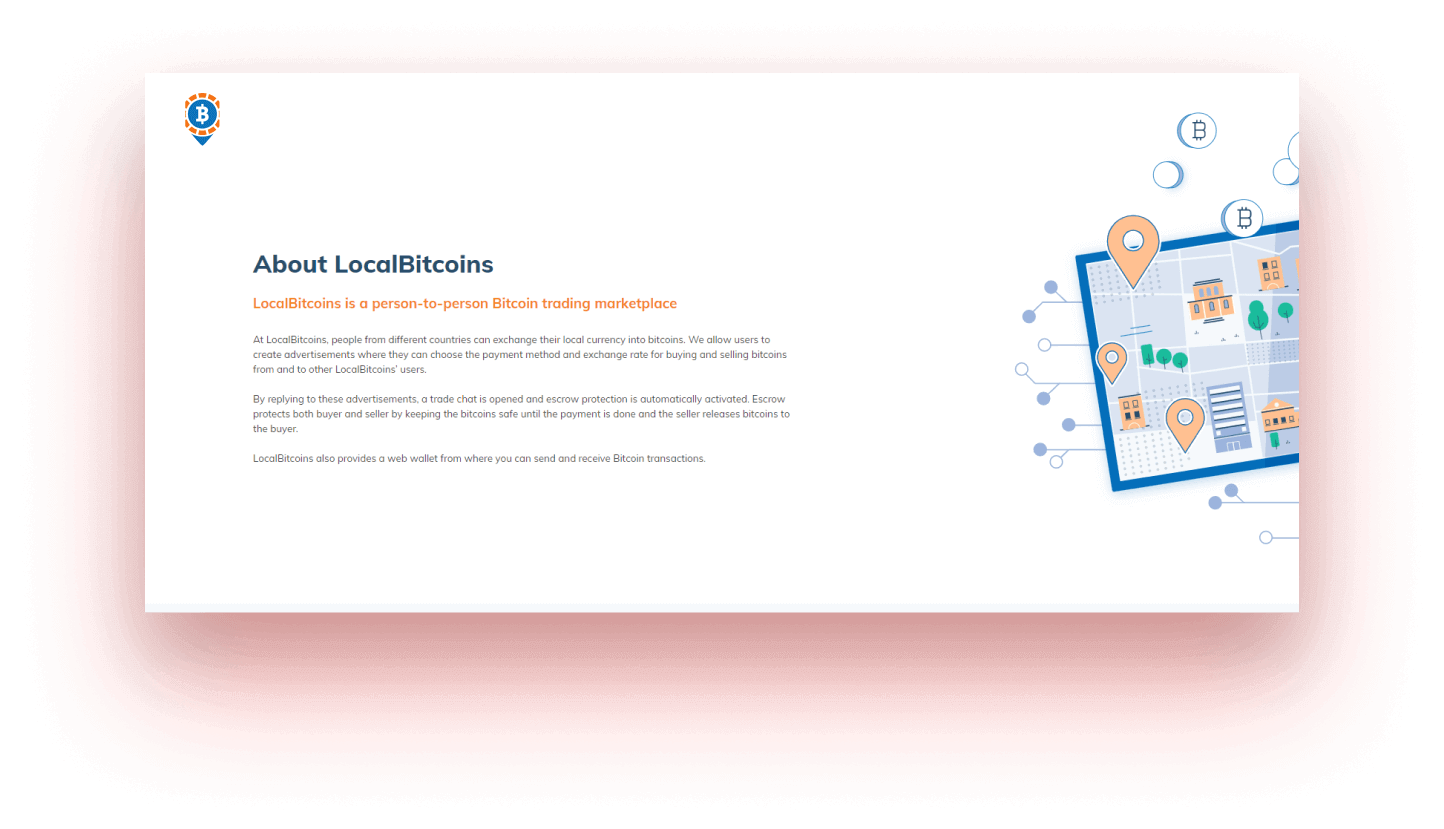 About LocalBitcoins
LocalBitcoins is a person-to-person Bitcoin trading marketplace
At LocalBitcoins, people from different countries can exchange their local currency into bitcoins. We allow users to
create advertisements where they can choose the payment method and exchange rate for buying and selling bitcoins
from and to other LocalBitcoins' users.
By replying to these advertisements, a trade chat is opened and escrow protection is automatically activated. Escrow
protects both buyer and seller by keeping the bitcoins safe until the payment is done and the seller releases bitcoins to
the buyer.
LocalBitcoins also provides a web wallet from where you can send and receive Bitcoin transactions.